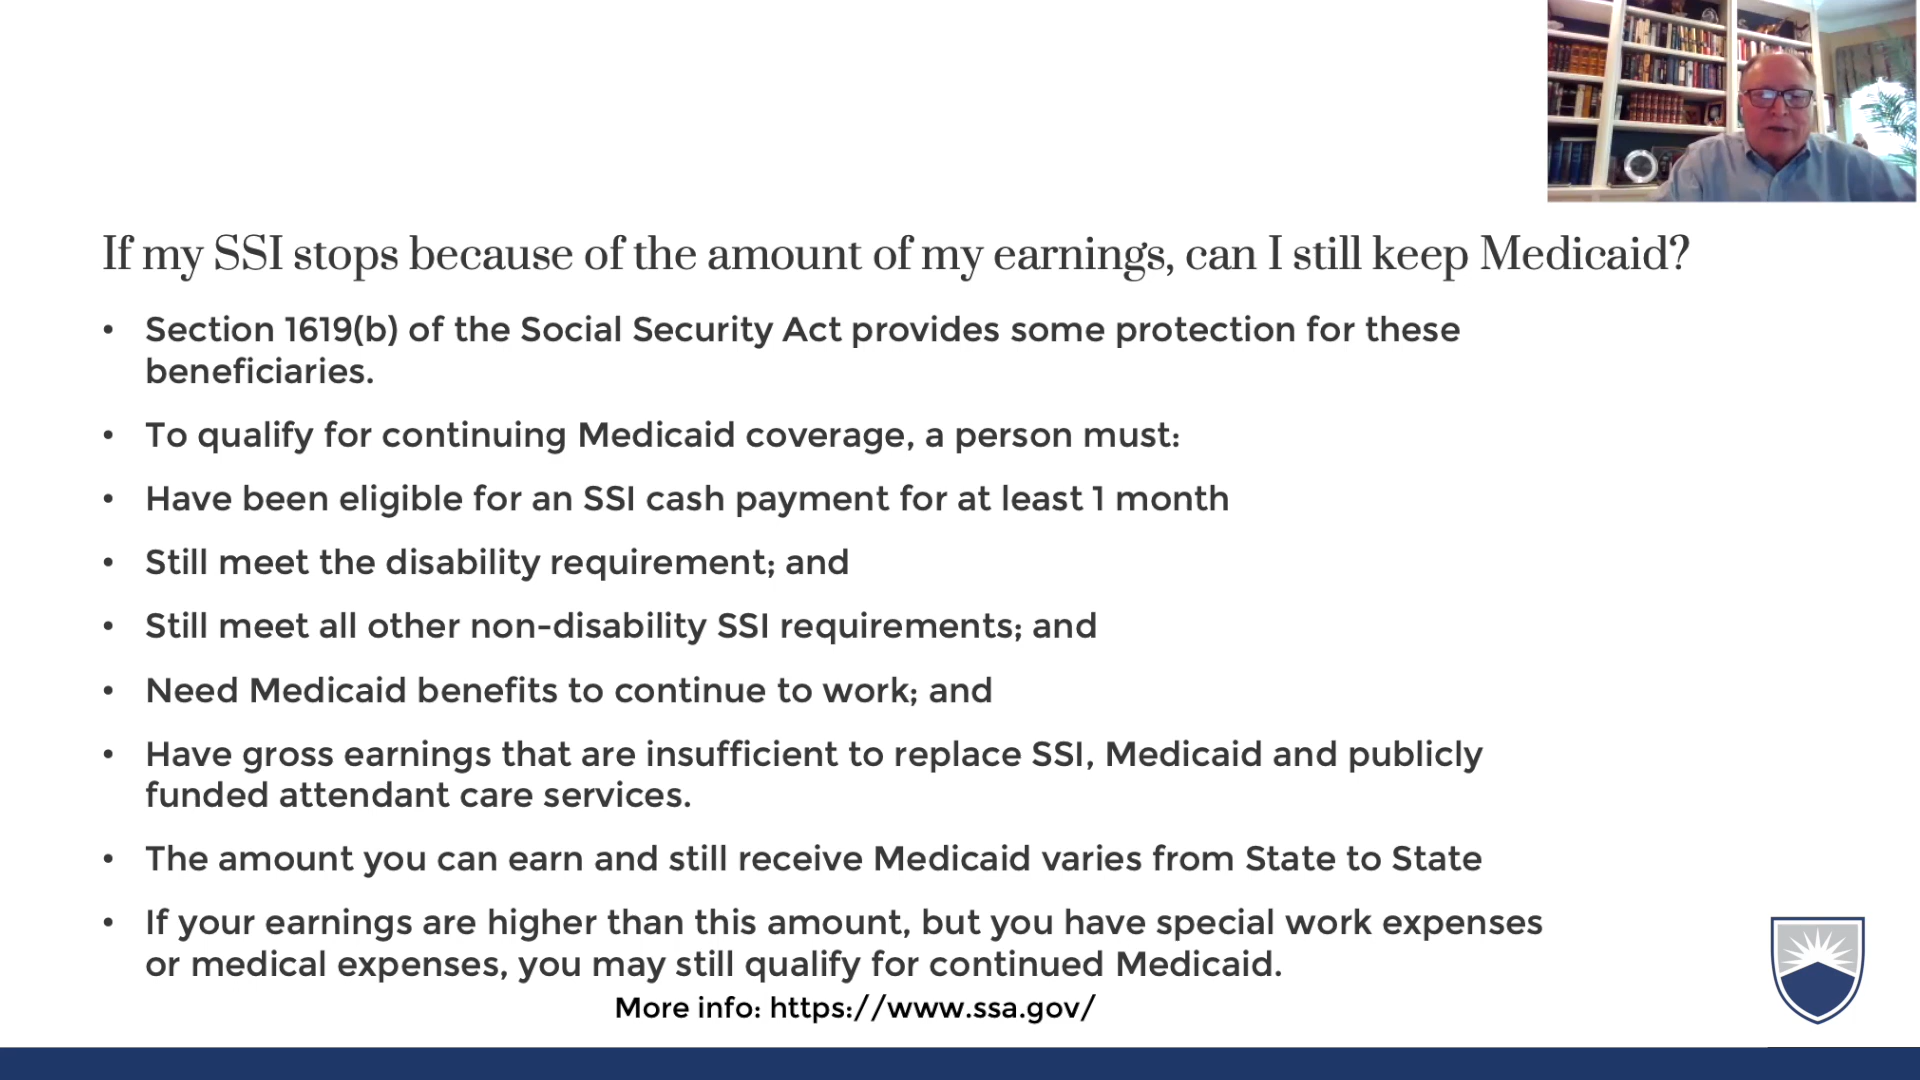 If my SSI stops because of the amount of my earnings, can I still keep Medicaid?
• Section 1619(b) of the Social Security Act provides some protection for these
beneficiaries.
• To qualify for continuing Medicaid coverage, a person must:
• Have been eligible for an SSI cash payment for at least 1 month
• Still meet the disability requirement; and
• Still meet all other non-disability SSI requirements; and
• Need Medicaid benefits to continue to work; and
• Have gross earnings that are insufficient to replace SSI, Medicaid and publicly
funded attendant care services.
• The amount you can earn and still receive Medicaid varies from State to State
• If your earnings are higher than this amount, but you have special work expenses
or medical expenses, you may still qualify for continued Medicaid.
More info: https://www.ssa.gov/